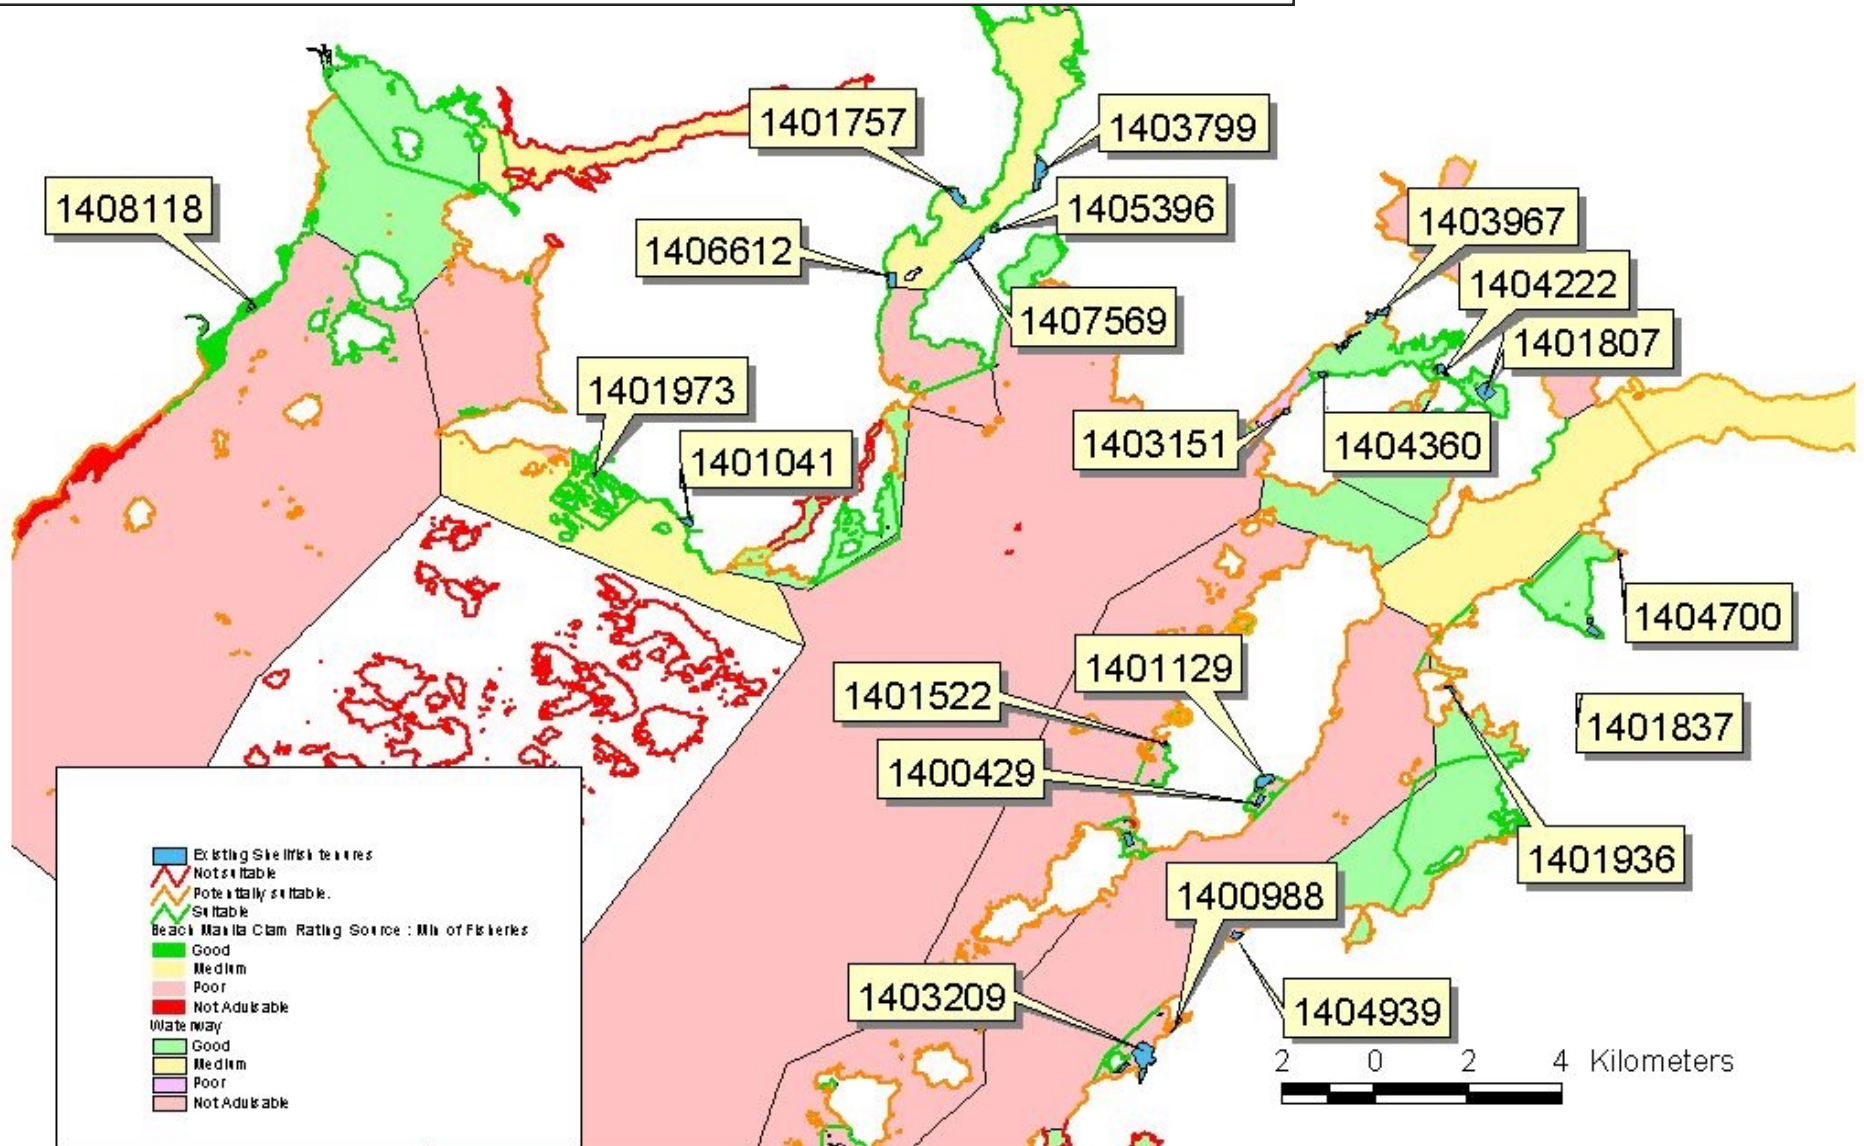 1401757
1403799
1408118
1405396
1403967
1406612
1404222
1407569
1401807
1401973
1403151
1404360
1401041
1404700
1401129
1401522
1401837
1400429
1401936
1400988
1403209
1404939
2 0 2 4 Kilometers
Existing Shellfish tenures
Not suitable
Potentially suitable.
Suitable
Beach Manila Clam Rating Source : Min of Fisheries
Good
Medium
Poor
Not Advisable
Waterway
Good
Medium
Poor
Not Advisable